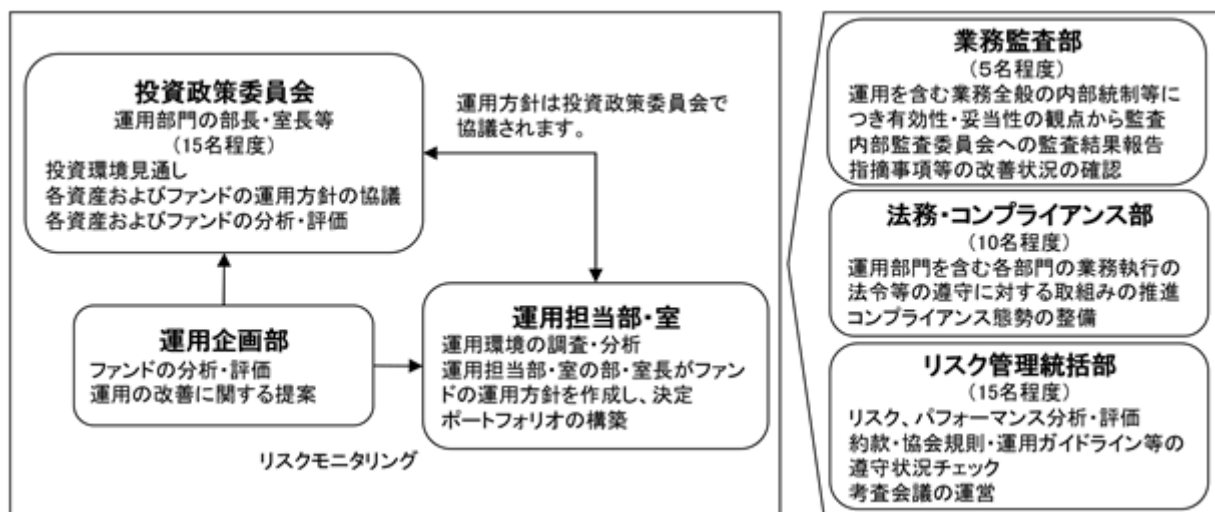 投資政策委員会
運用部門の部長・室長等
(15名程度)
投資環境見通し
各資産およびファンドの運用方針の協議
各資産およびファンドの分析・評価
運用方針は投資政策委員会で
協議されます。
運用企画部
ファンドの分析・評価
運用の改善に関する提案
運用担当部・室
運用環境の調査・分析
運用担当部・室の部・室長がファン
ドの運用方針を作成し、決定
ポートフォリオの構築
リスクモニタリング
業務監査部
(5名程度)
運用を含む業務全般の内部統制等に
つき有効性・妥当性の観点から監査
内部監査委員会への監査結果報告
指摘事項等の改善状況の確認
法務・コンプライアンス部
(10名程度)
運用部門を含む各部門の業務執行の
法令等の遵守に対する取組みの推進
コンプライアンス態勢の整備
リスク管理統括部
(15名程度)
リスク、パフォーマンス分析・評価
約款・協会規則・運用ガイドライン等の
遵守状況チェック
考査会議の運営